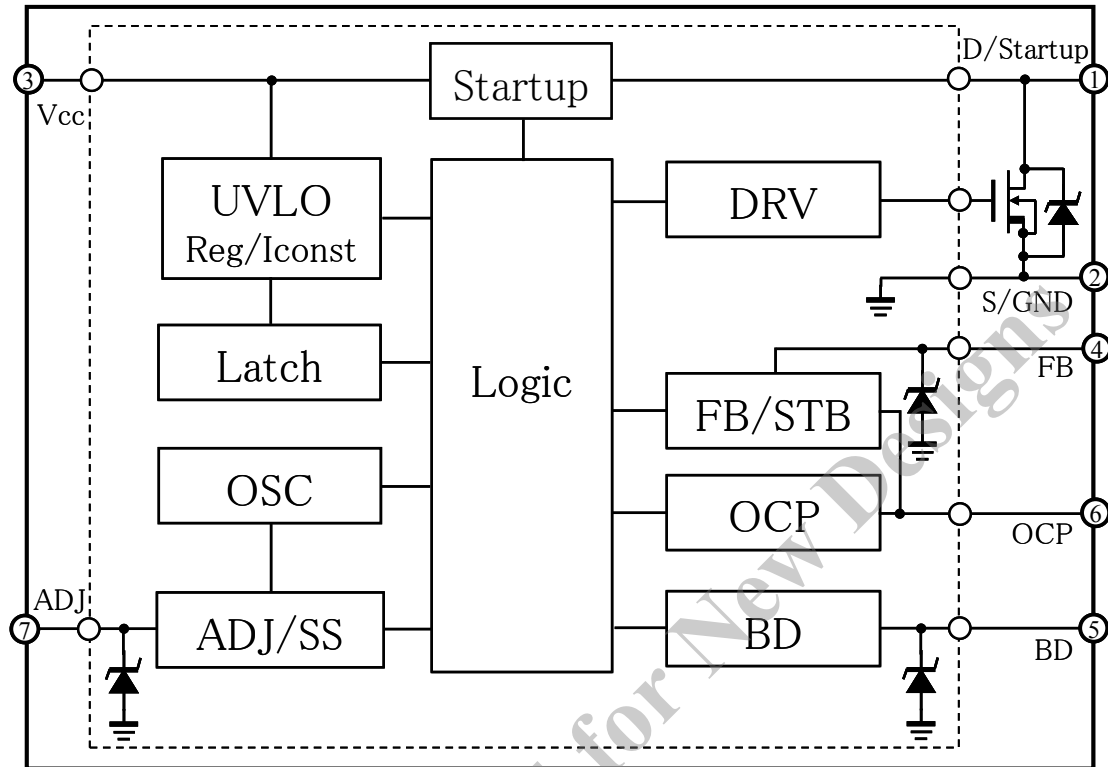 D/Startup
3
Startup
1
Vcc
UVLO
Reg/Iconst
DRV
2
S/GND
Latch
Logic
4
FB
FB/STB
OSC
OCP
6
OCP
ADJ
7
ADJ/SS
BD
5
BD
for New Designs